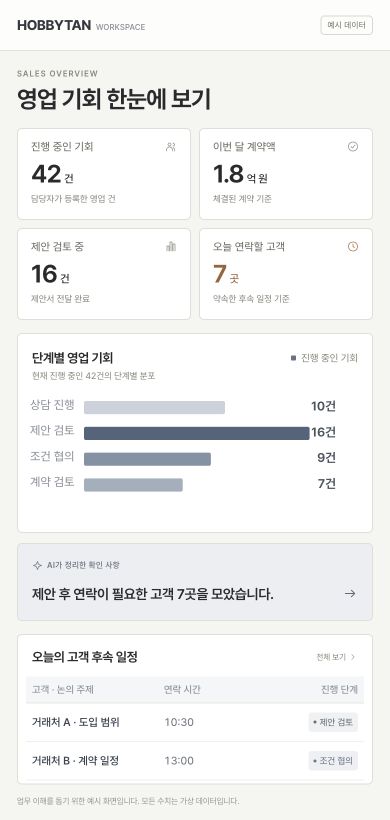 HOBBYTAN WORKSPACE
예시 데이터
SALES OVERVIEW
영업 기회 한눈에 보기
진행 중인 기회
42 건
담당자가 등록한 영업 건
이번 달 계약액
1.8 억 원
체결된 계약 기준
제안 검토 중
16 건
제안서 전달 완료
오늘 연락할 고객
7 곳
약속한 후속 일정 기준
단계별 영업 기회
진행 중인 기회
현재 진행 중인 42건의 단계별 분포
상담 진행 10건
제안 검토 16건
조건 협의 9건
계약 검토 7건
AI가 정리한 확인 사항
제안 후 연락이 필요한 고객 7곳을 모았습니다.
오늘의 고객 후속 일정
전체 보기
고객 · 논의 주제 연락 시간 진행 단계
거래처 A · 도입 범위 10:30 • 제안 검토
거래처 B · 계약 일정 13:00 • 조건 협의
업무 이해를 돕기 위한 예시 화면입니다. 모든 수치는 가상 데이터입니다.